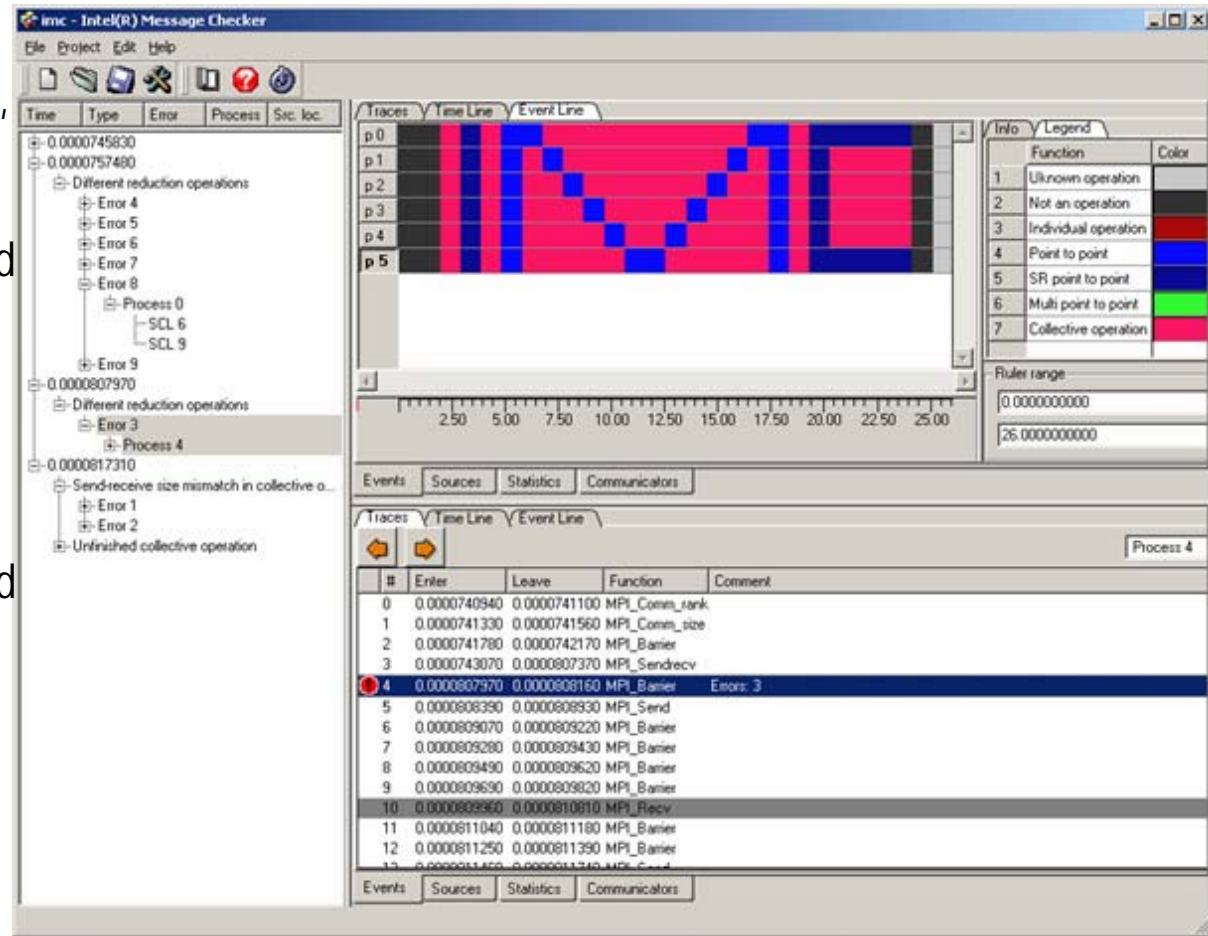 imc - Intel(R) Message Checker
File Project Edit Help
Time Type Error Process Src. loc.
0.0000745830
0.0000757480
Different reduction operations
Error 4
Error 5
Error 6
Error 7
Error 8
Process 0
SCL 6
SCL 9
Error 9
0.0000807970
Different reduction operations
Error 3
Process 4
0.0000817310
Send-receive size mismatch in collective o...
Error 1
Error 2
Unfinished collective operation
,
d
d
Traces Time Line Event Line
p 0
p 1
p 2
p 3
p 4
p 5
2.50 5.00 7.50 10.00 12.50 15.00 17.50 20.00 22.50 25.00
Info Legend
Function Color
1 Uknown operation
2 Not an operation
3 Individual operation
4 Point to point
5 SR point to point
6 Multi point to point
7 Collective operation
Ruler range
0.0000000000
26.0000000000
Events Sources Statistics Communicators
Traces Time Line Event Line
Process 4
# Enter Leave Function Comment
0 0.0000740940 0.0000741100 MPI_Comm_rank
1 0.0000741330 0.0000741560 MPI_Comm_size
2 0.0000741780 0.0000742170 MPI_Barrier
3 0.0000743070 0.0000807370 MPI_Sendrecv
4 0.0000807970 0.0000808160 MPI_Barrier Errors: 3
5 0.0000808390 0.0000808930 MPI_Send
6 0.0000809070 0.0000809220 MPI_Barrier
7 0.0000809280 0.0000809430 MPI_Barrier
8 0.0000809490 0.0000809620 MPI_Barrier
9 0.0000809690 0.0000809820 MPI_Barrier
10 0.0000809960 0.0000810810 MPI_Recv
11 0.0000811040 0.0000811180 MPI_Barrier
12 0.0000811250 0.0000811390 MPI_Barrier
Events Sources Statistics Communicators